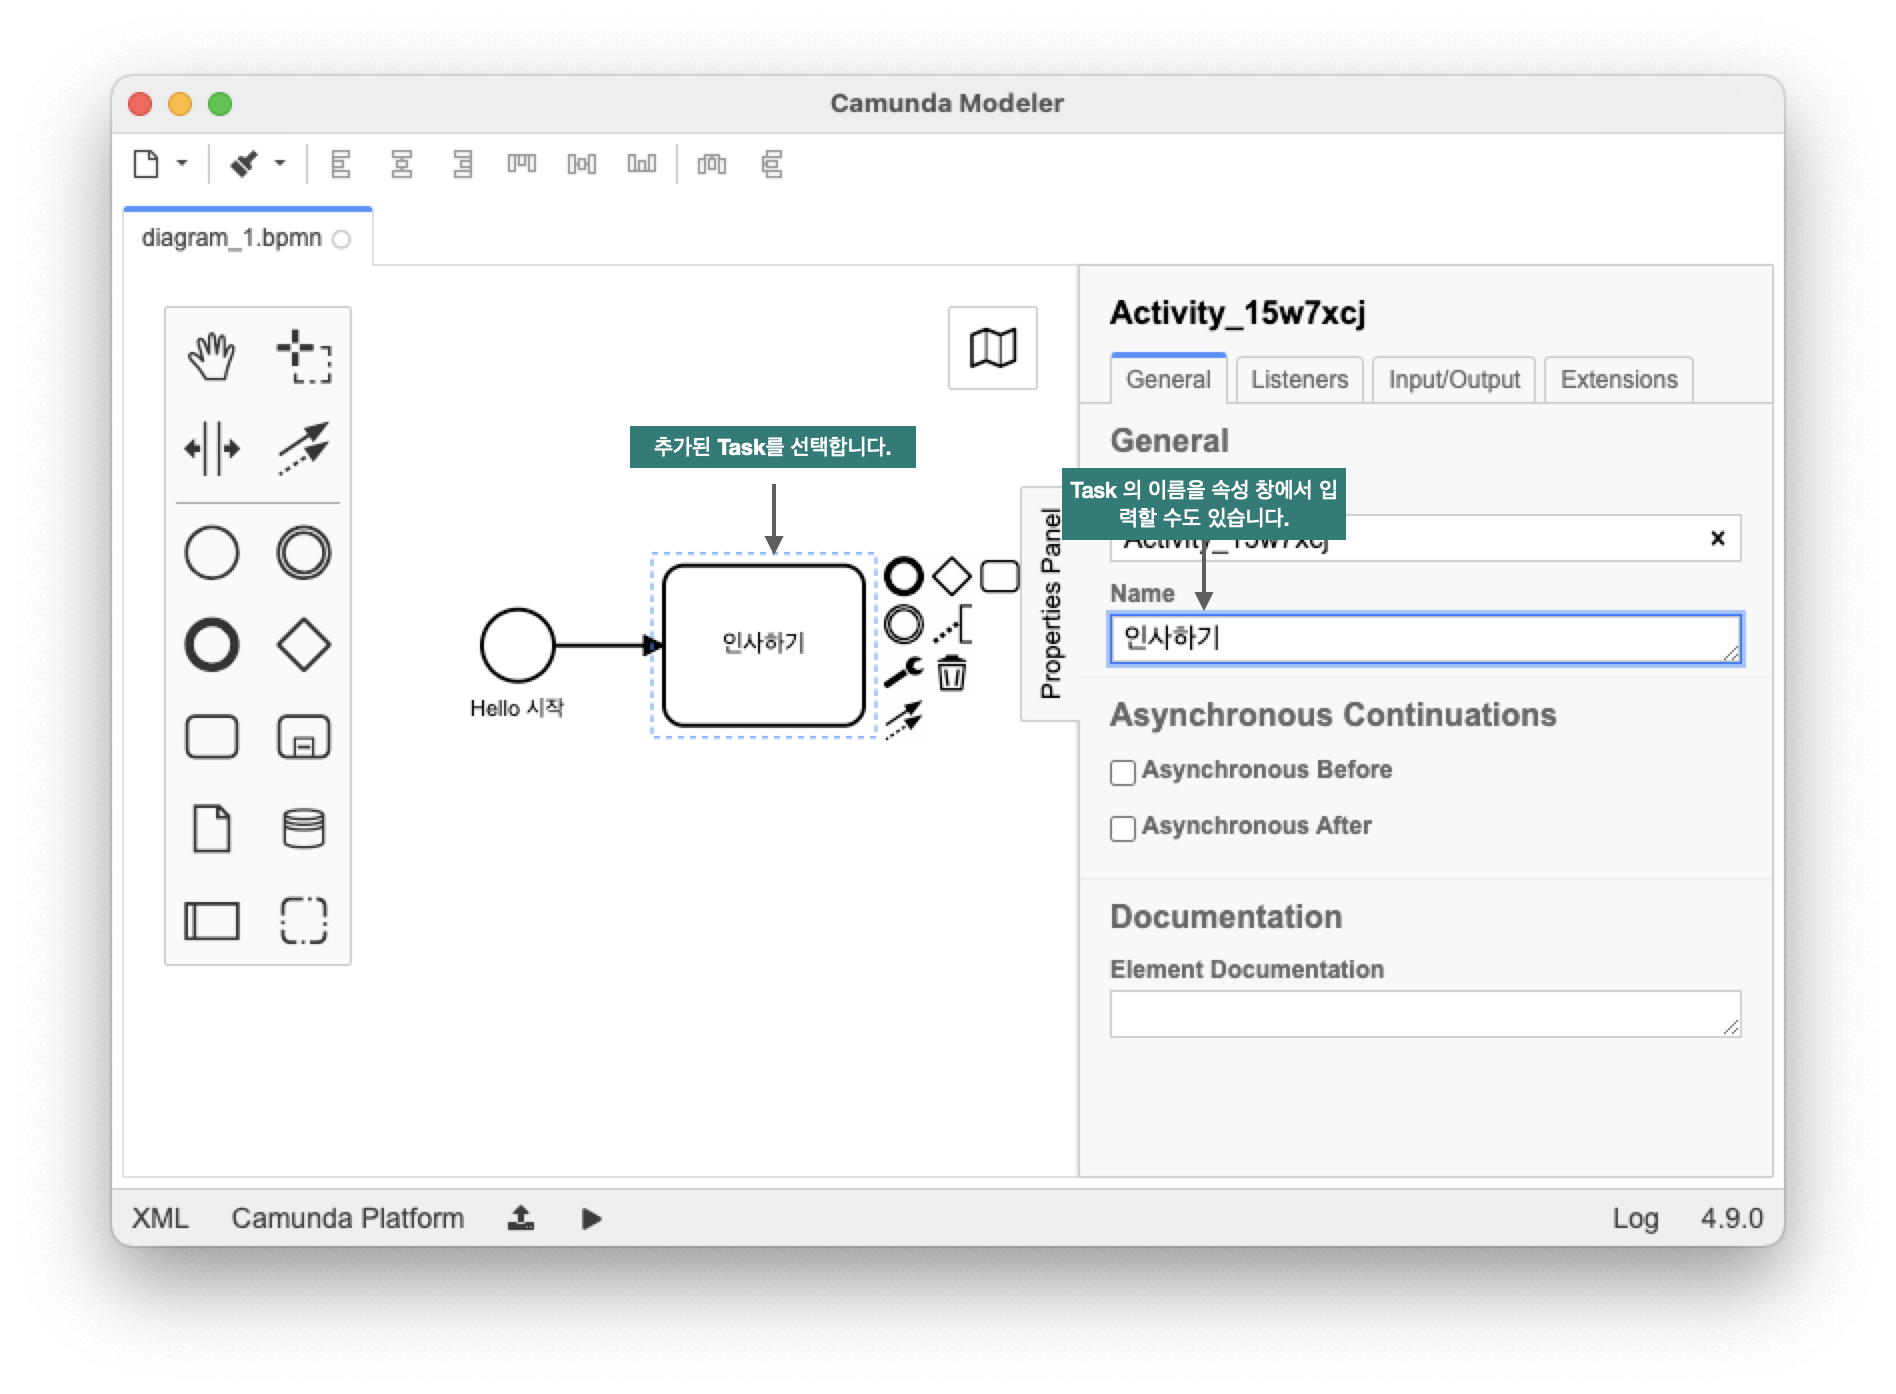 Camunda Modeler
diagram_1.bpmn
Activity_15w7xcj
General
Listeners
Input/Output
Extensions
General
추가된 Task를 선택합니다.
Task 의 이름을 속성 창에서 입
력할 수도 있습니다.
Activity_15w7xcj
Properties Panel
Name
인사하기
인사하기
Hello 시작
Asynchronous Continuations
Asynchronous Before
Asynchronous After
Documentation
Element Documentation
XML
Camunda Platform
Log
4.9.0